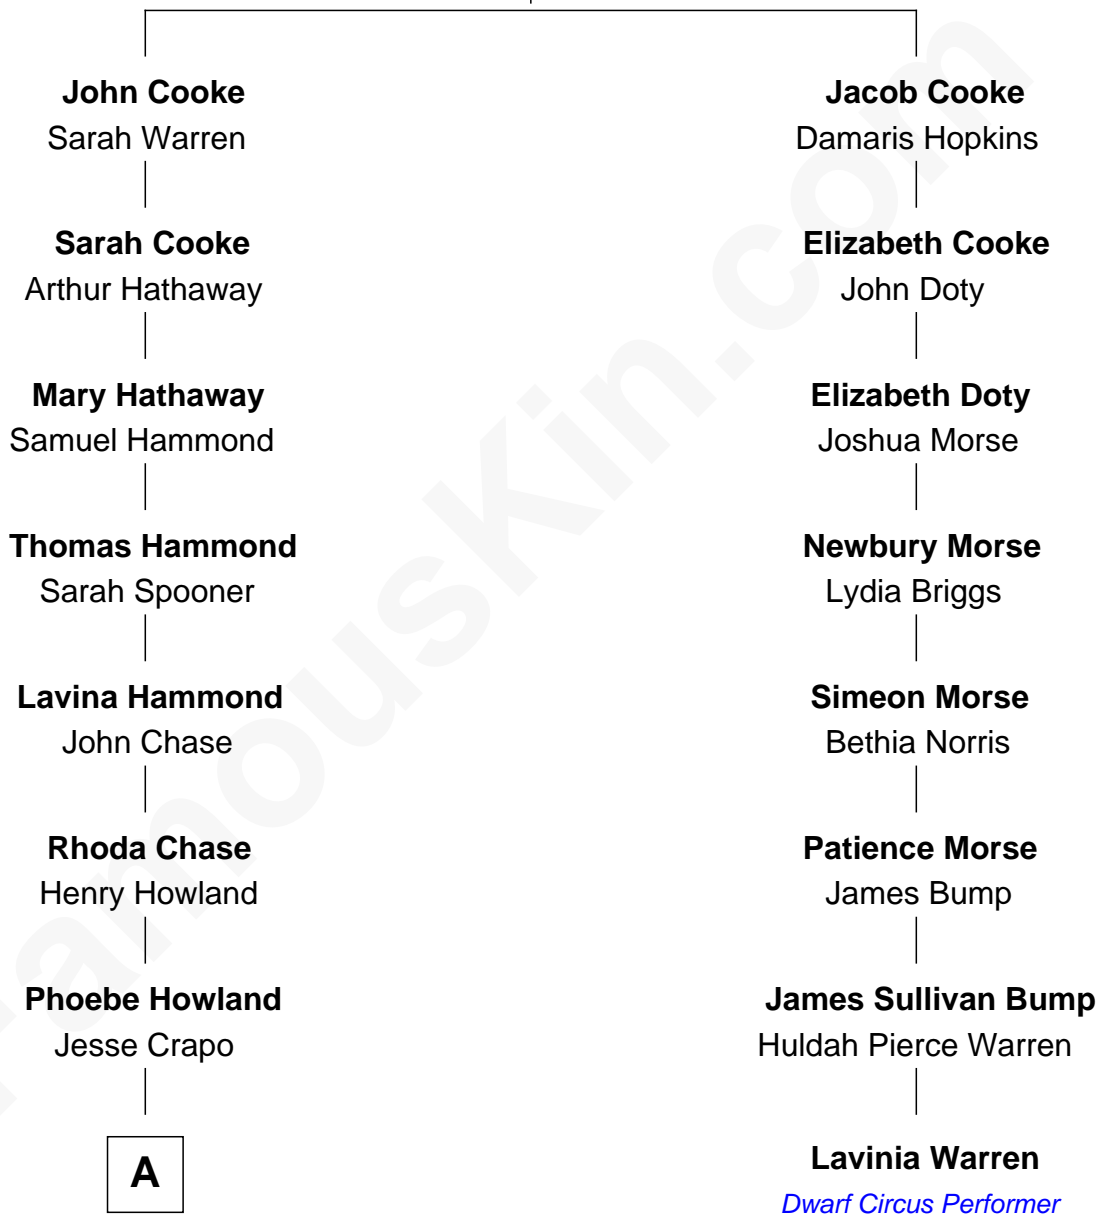 John Cooke
Sarah Warren
Sarah Cooke
Arthur Hathaway
Mary Hathaway
Samuel Hammond
Thomas Hammond
Sarah Spooner
Lavina Hammond
John Chase
Rhoda Chase
Henry Howland
Phoebe Howland
Jesse Crapo
A
Jacob Cooke
Damaris Hopkins
Elizabeth Cooke
John Doty
Elizabeth Doty
Joshua Morse
Newbury Morse
Lydia Briggs
Simeon Morse
Bethia Norris
Patience Morse
James Bump
James Sullivan Bump
Huldah Pierce Warren
Lavinia Warren
Dwarf Circus Performer
FamousKin.com